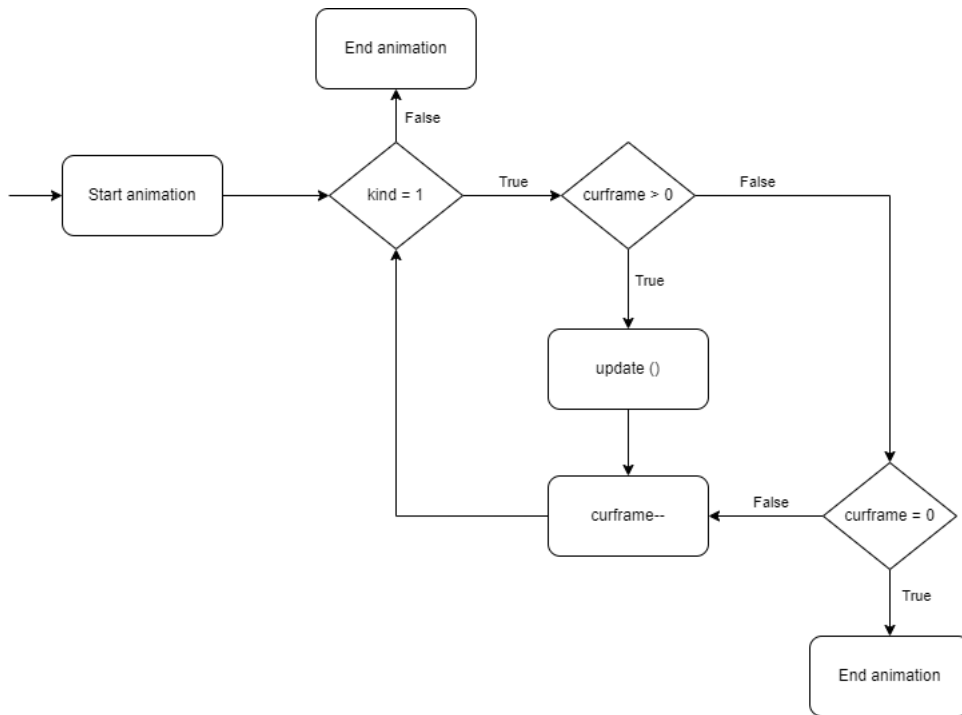 End animation
False
Start animation
kind = 1
True
curframe > 0
False
True
update ()
curframe--
False
curframe = 0
True
End animation